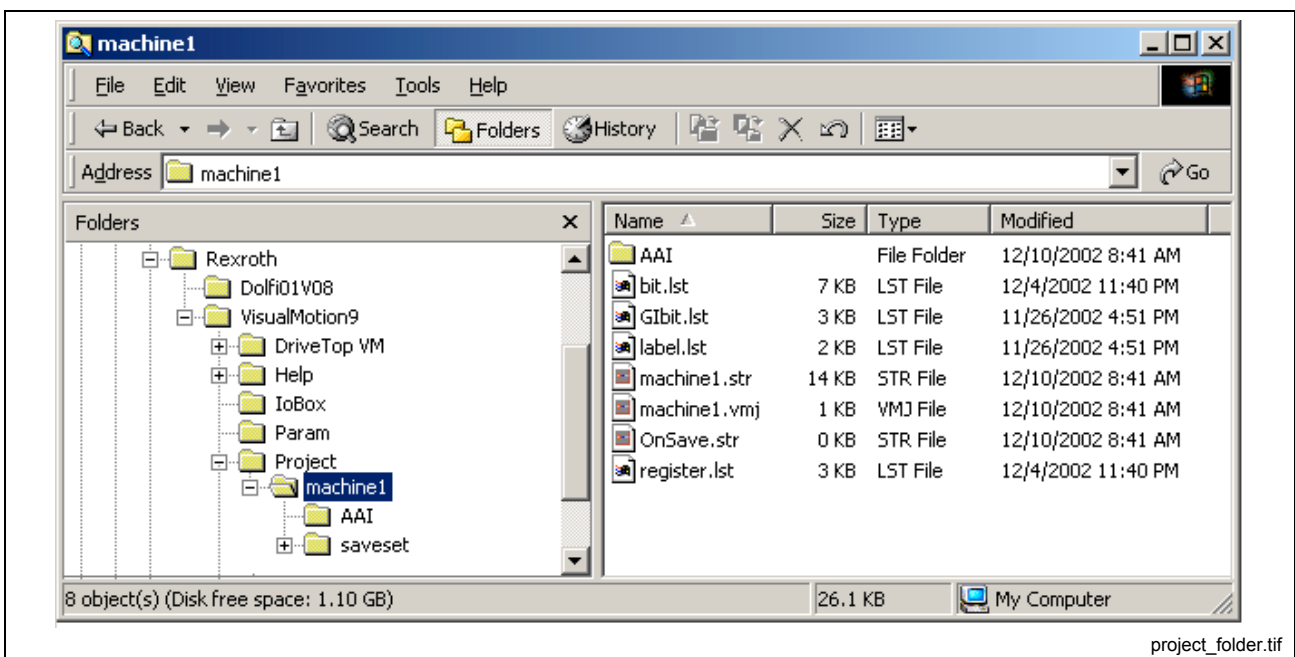 machine1
File Edit View Favorites Tools Help
Back Search Folders History
Address machine1 Go
Folders x Name Size Type Modified
Rexroth
Dolfi01V08
VisualMotion9
DriveTop VM
Help
IoBox
Param
Project
machine1
AAI
saveset
AAI File Folder 12/10/2002 8:41 AM
bit.lst 7 KB LST File 12/4/2002 11:40 PM
GIbit.lst 3 KB LST File 11/26/2002 4:51 PM
label.lst 2 KB LST File 11/26/2002 4:51 PM
machine1.str 14 KB STR File 12/10/2002 8:41 AM
machine1.vmj 1 KB VMJ File 12/10/2002 8:41 AM
OnSave.str 0 KB STR File 12/10/2002 8:41 AM
register.lst 3 KB LST File 12/4/2002 11:40 PM
8 object(s) (Disk free space: 1.10 GB) 26.1 KB My Computer
project_folder.tif